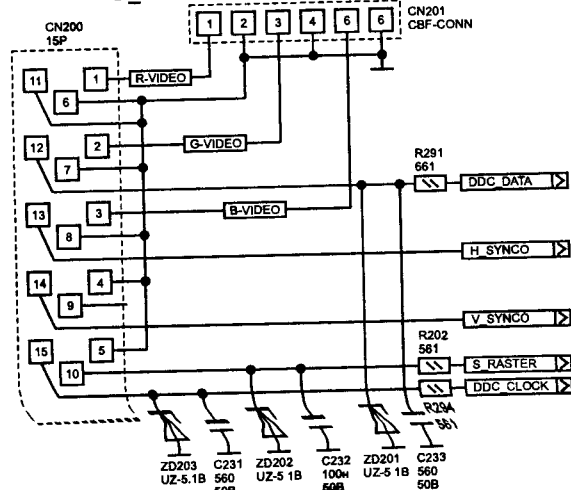 CN201
CBF-CONN
1 2 3 4 6 6
CN200
15P
11 1 R-VIDEO
6
12 2 G-VIDEO
7
R291
661
DDC_DATA
13 3 B-VIDEO
8
H_SYNCO
14 4
9
V_SYNCO
15 5
10
R202
561
S_RASTER
DDC_CLOCK
R294
561
ZD203
UZ-5.1B
C231
560
50B
ZD202
UZ-5 1B
C232
100н
50B
ZD201
UZ-5 1B
C233
560
50B